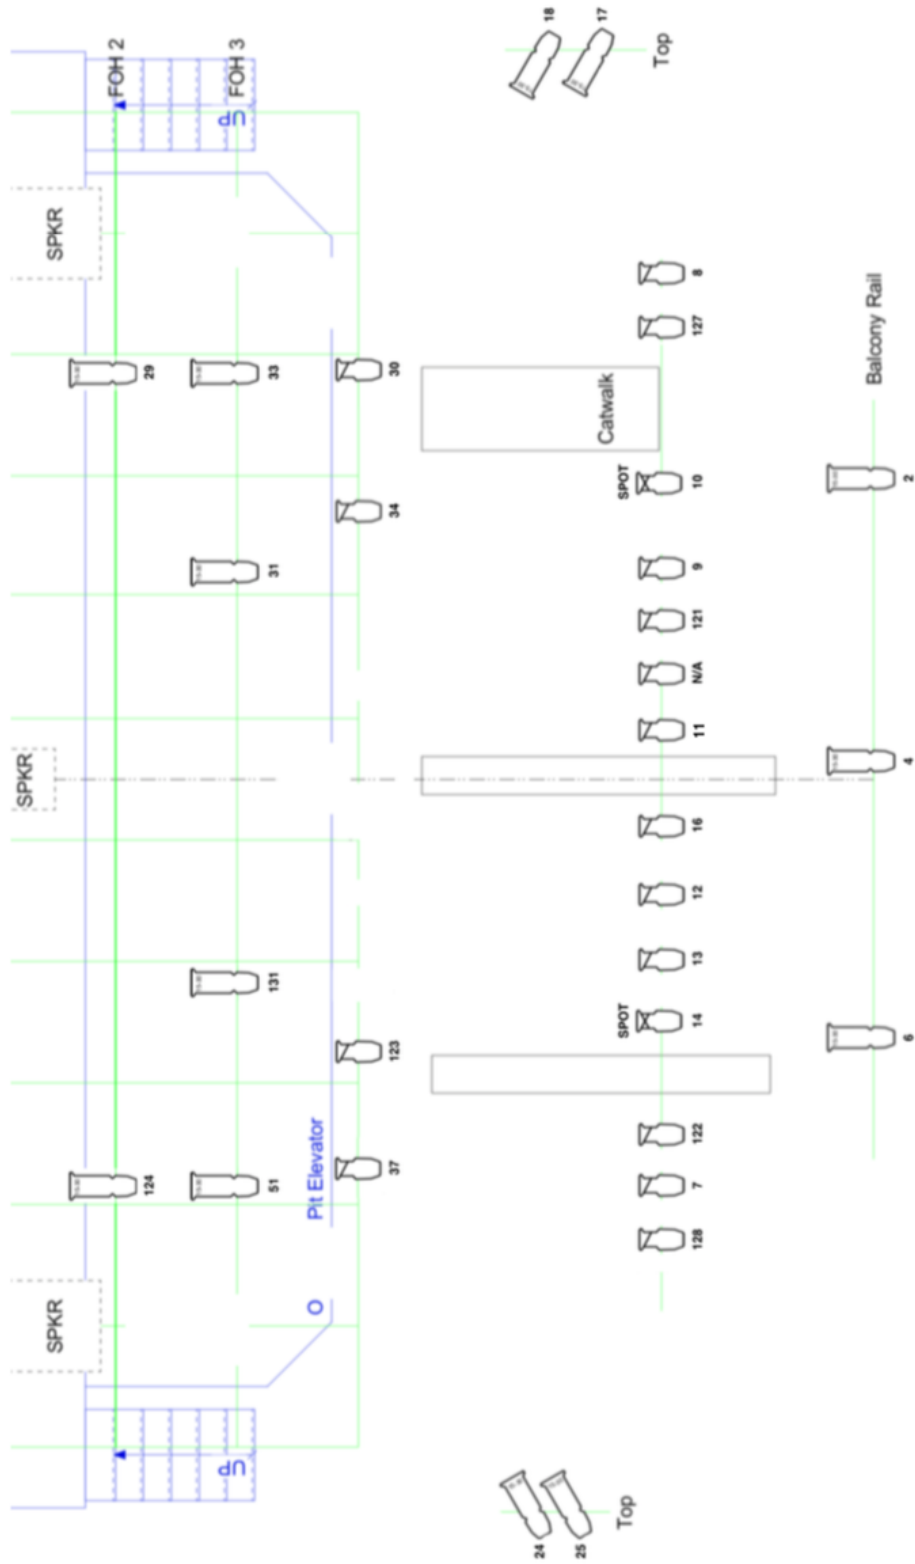 18
17
FOH 2
FOH 3
Top
UP
SPKR
8
127
Balcony Rail
29
33
30
Catwalk
SPOT
10
2
34
9
31
121
N/A
11
SPKR
4
16
12
13
131
SPOT
14
6
123
122
Pit Elevator
37
124
51
7
128
O
SPKR
UP
Top
24
25